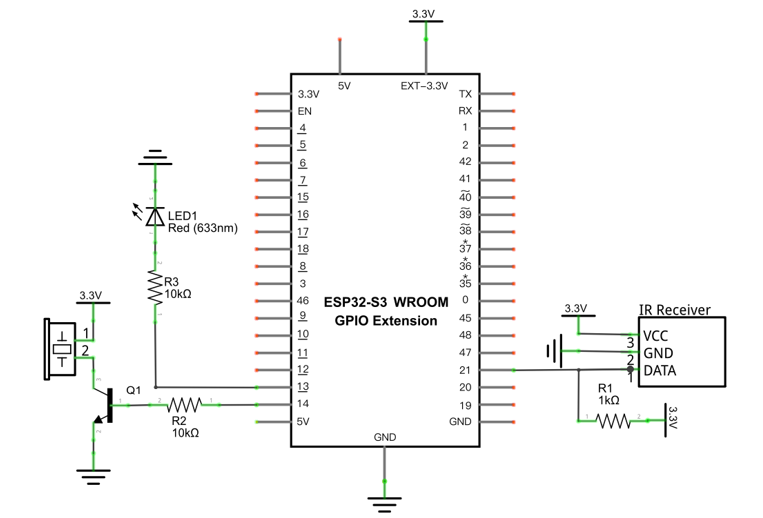 3.3V
5V
EXT-3.3V
3.3V
EN
4
5
6
7
15
16
17
18
8
3
46
9
10
11
12
13
14
5V
TX
RX
1
2
42
41
40
39
38
37
*
36
*
35
*
0
45
48
47
21
20
19
GND
GND
ESP32-S3 WROOM
GPIO Extension
LED1
Red (633nm)
R3
10kΩ
3.3V
1
2
Q1
R2
10kΩ
3.3V
IR Receiver
VCC
3
GND
2
DATA
1
R1
1kΩ
3.3V